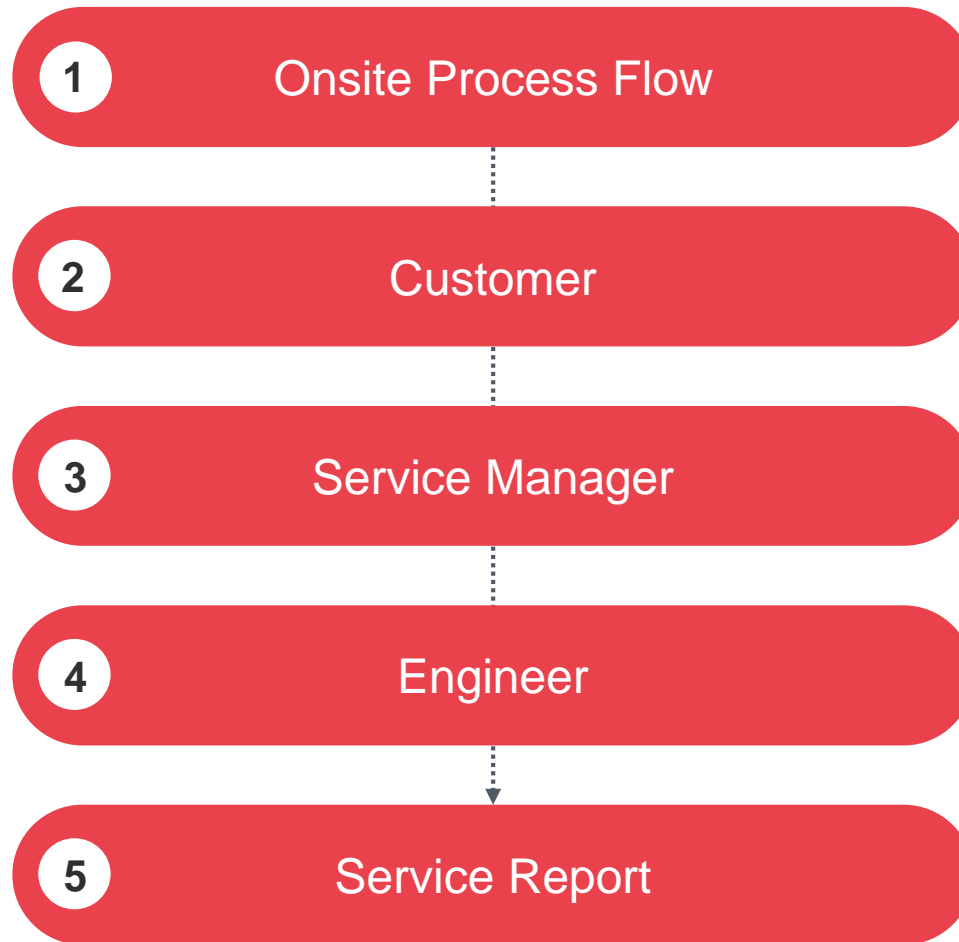 1 Onsite Process Flow
2 Customer
3 Service Manager
4 Engineer
5 Service Report